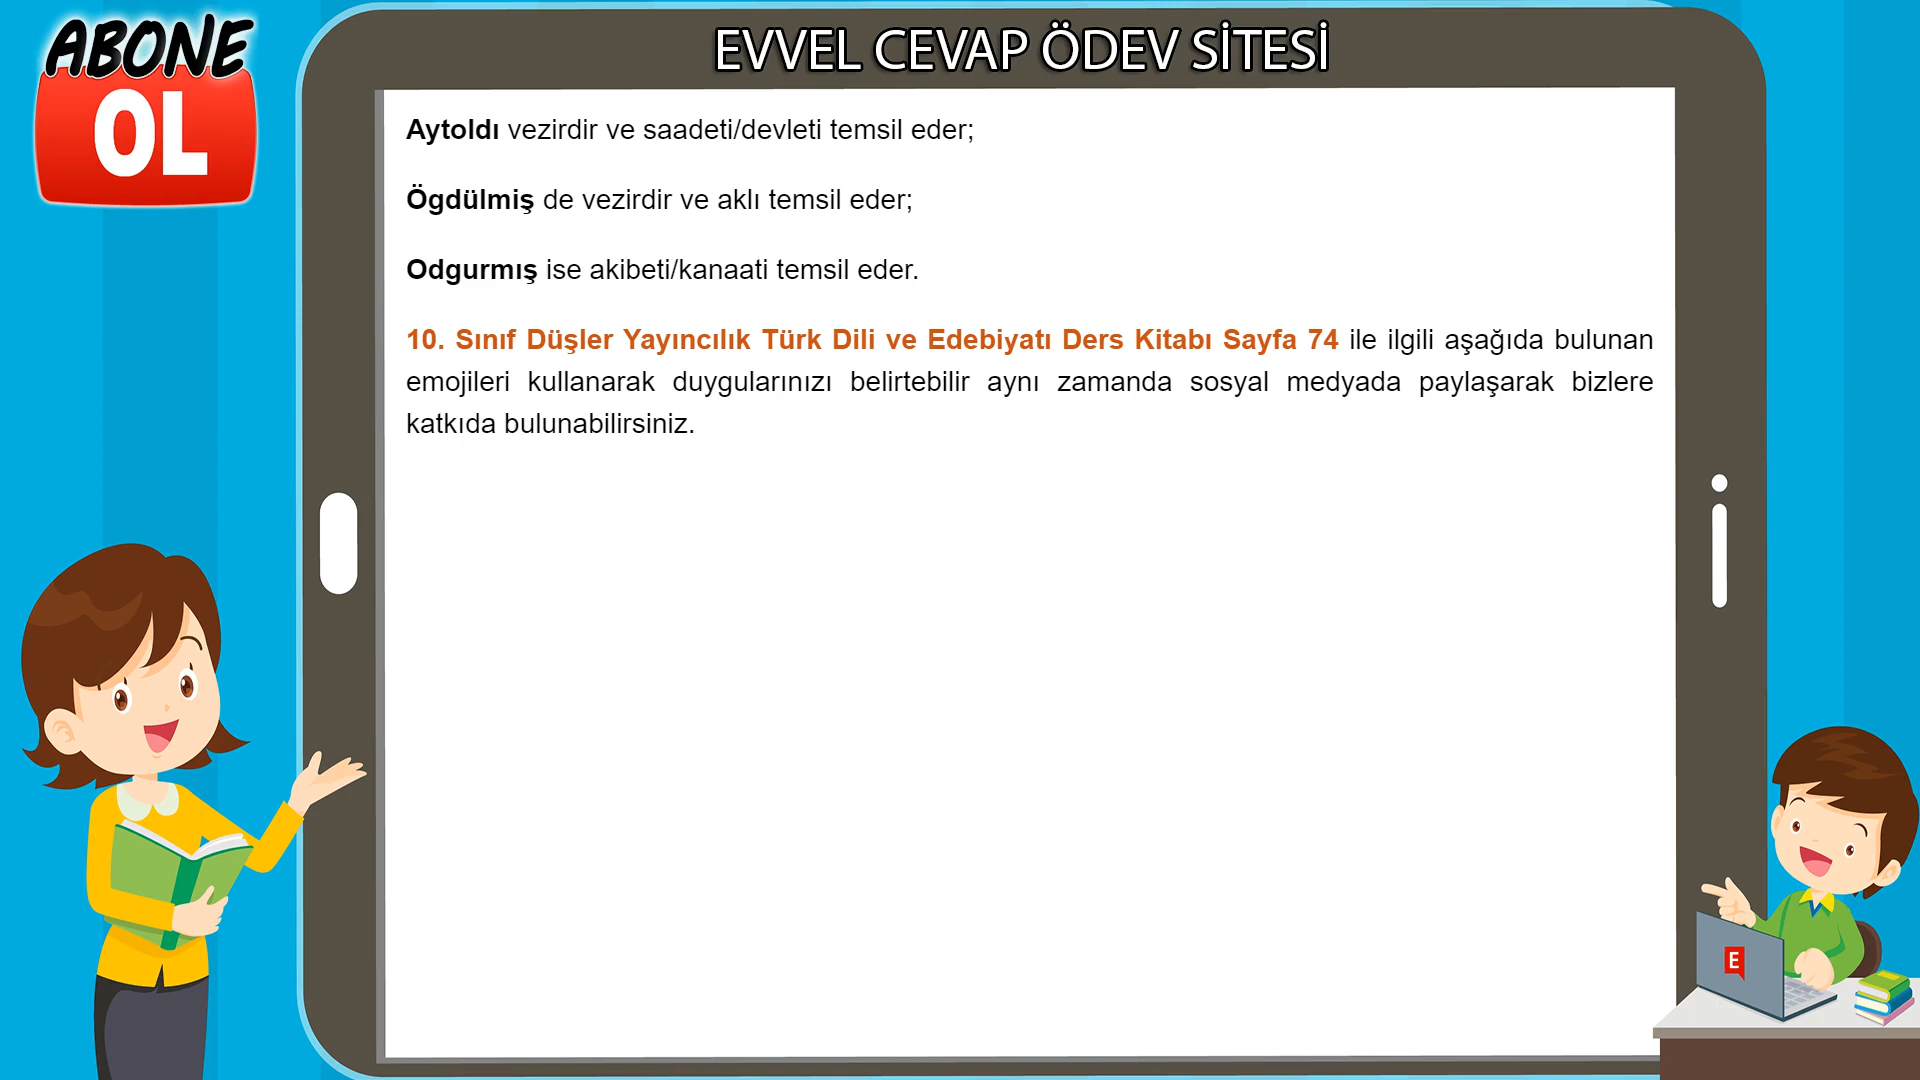 ABONE
OL
EVVEL CEVAP ÖDEV SİTESİ
Aytoldı vezirdir ve saadeti/devleti temsil eder;
Ögdülmiş de vezirdir ve aklı temsil eder;
Odgurmış ise akibeti/kanaati temsil eder.
10. Sınıf Düşler Yayıncılık Türk Dili ve Edebiyatı Ders Kitabı Sayfa 74 ile ilgili aşağıda bulunan
emojileri kullanarak duygularınızı belirtebilir aynı zamanda sosyal medyada paylaşarak bizlere
katkıda bulunabilirsiniz.
E